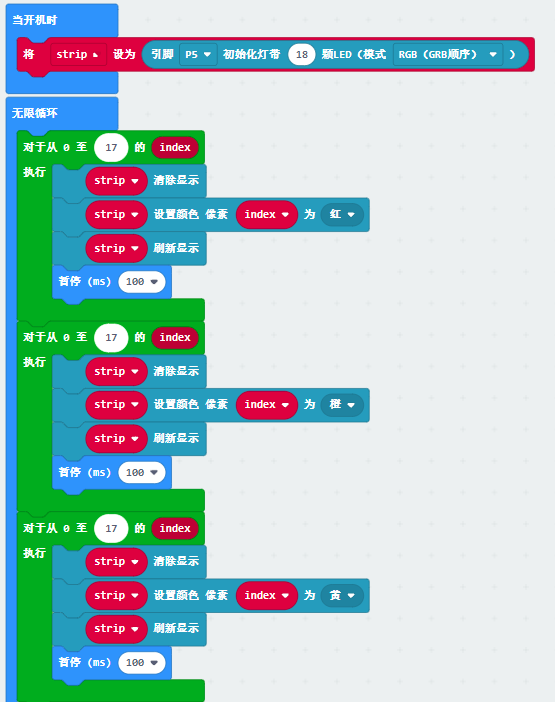 当开机时
将 strip 设为 引脚 P5 初始化灯带 18 颗LED(模式 RGB (GRB顺序) )
无限循环
对于从 0 至 17 的 index
执行
strip 清除显示
strip 设置颜色 像素 index 为 红
strip 刷新显示
暂停 (ms) 100
对于从 0 至 17 的 index
执行
strip 清除显示
strip 设置颜色 像素 index 为 橙
strip 刷新显示
暂停 (ms) 100
对于从 0 至 17 的 index
执行
strip 清除显示
strip 设置颜色 像素 index 为 黄
strip 刷新显示
暂停 (ms) 100